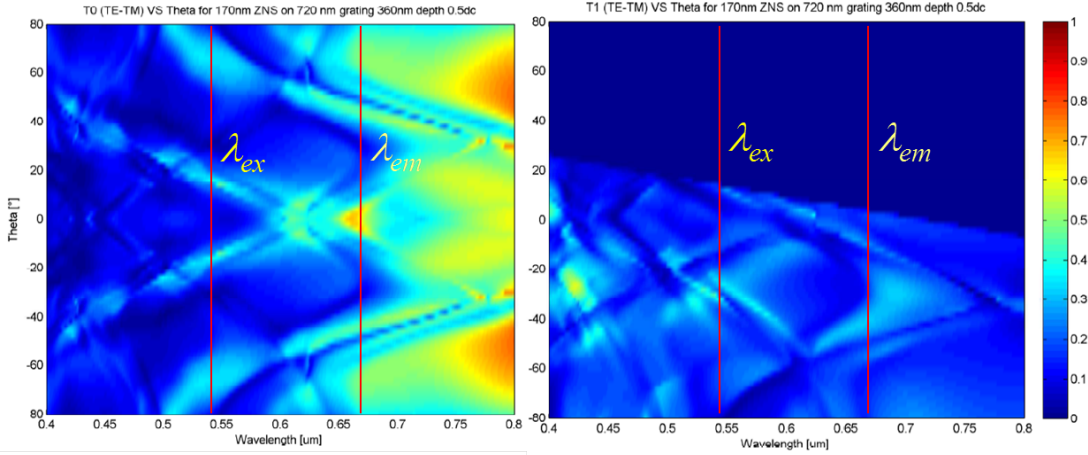 T0 (TE-TM) VS Theta for 170nm ZNS on 720 nm grating 360nm depth 0.5dc
80
60
40
20
0
20
40
-60
80
Theta [°]
λex
λem
0.4 0.45 0.5 0.55 0.6 0.65 0.7 0.75 0.8
Wavelength [um]
T1 (TE-TM) VS Theta for 170nm ZNS on 720 nm grating 360nm depth 0.5dc
80
60
40
20
0
-20
-40
-60
-80
λex
λem
0.4 0.45 0.5 0.55 0.6 0.65 0.7 0.75 0.8
Wavelength [um]
1
0.9
0.8
0.7
0.6
0.5
0.4
0.3
0.2
0.1
0